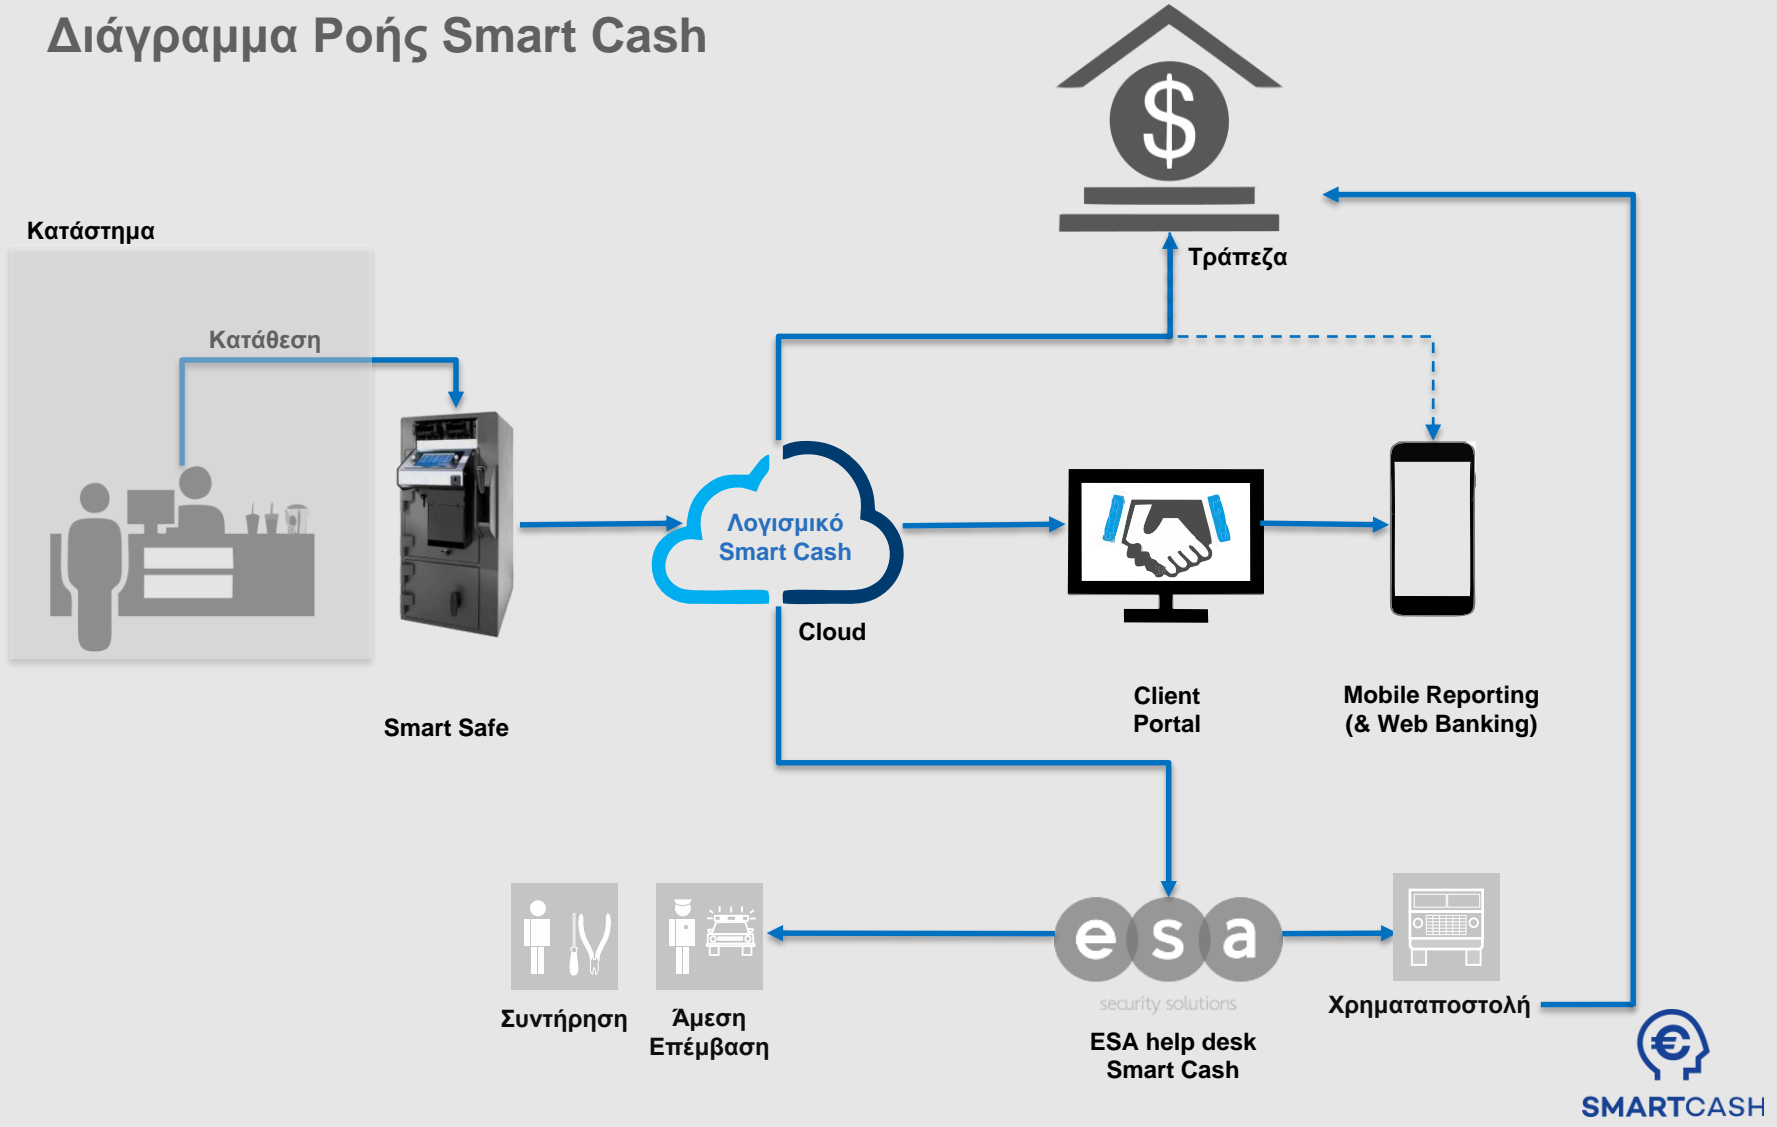 Διάγραμμα Ροής Smart Cash
$
Τράπεζα
Κατάστημα
Κατάθεση
Λογισμικό
Smart Cash
Cloud
Smart Safe
Client
Portal
Mobile Reporting
(& Web Banking)
Συντήρηση
Άμεση
Επέμβαση
esa
security solutions
ESA help desk
Smart Cash
Χρηματαποστολή
€
SMARTCASH